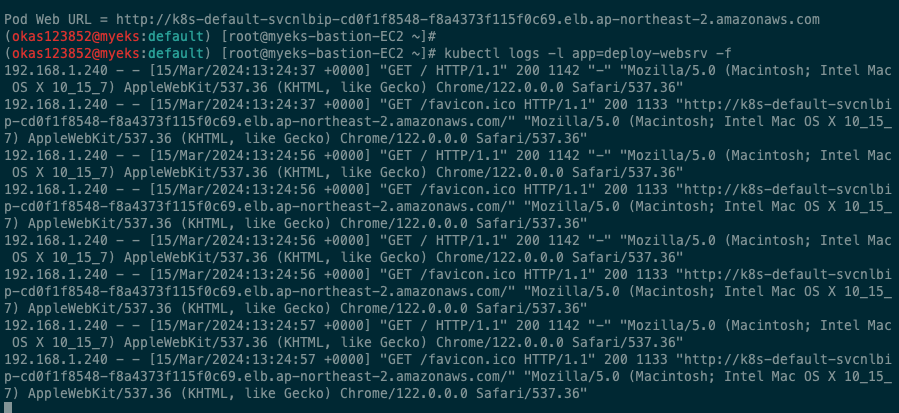 Pod Web URL = http://k8s-default-svcnlbip-cd0f1f8548-f8a4373f115f0c69.elb.ap-northeast-2.amazonaws.com
(okas123852@myeks:default) [root@myeks-bastion-EC2 ~]#
(okas123852@myeks:default) [root@myeks-bastion-EC2 ~]# kubectl logs -l app=deploy-websrv -f
192.168.1.240 - - [15/Mar/2024:13:24:37 +0000] "GET / HTTP/1.1" 200 1142 "-" "Mozilla/5.0 (Macintosh; Intel Mac
 OS X 10_15_7) AppleWebKit/537.36 (KHTML, like Gecko) Chrome/122.0.0.0 Safari/537.36"
192.168.1.240 - - [15/Mar/2024:13:24:37 +0000] "GET /favicon.ico HTTP/1.1" 200 1133 "http://k8s-default-svcnlbi
p-cd0f1f8548-f8a4373f115f0c69.elb.ap-northeast-2.amazonaws.com/" "Mozilla/5.0 (Macintosh; Intel Mac OS X 10_15_
7) AppleWebKit/537.36 (KHTML, like Gecko) Chrome/122.0.0.0 Safari/537.36"
192.168.1.240 - - [15/Mar/2024:13:24:56 +0000] "GET / HTTP/1.1" 200 1142 "-" "Mozilla/5.0 (Macintosh; Intel Mac
 OS X 10_15_7) AppleWebKit/537.36 (KHTML, like Gecko) Chrome/122.0.0.0 Safari/537.36"
192.168.1.240 - - [15/Mar/2024:13:24:56 +0000] "GET /favicon.ico HTTP/1.1" 200 1133 "http://k8s-default-svcnlbi
p-cd0f1f8548-f8a4373f115f0c69.elb.ap-northeast-2.amazonaws.com/" "Mozilla/5.0 (Macintosh; Intel Mac OS X 10_15_
7) AppleWebKit/537.36 (KHTML, like Gecko) Chrome/122.0.0.0 Safari/537.36"
192.168.1.240 - - [15/Mar/2024:13:24:56 +0000] "GET / HTTP/1.1" 200 1142 "-" "Mozilla/5.0 (Macintosh; Intel Mac
 OS X 10_15_7) AppleWebKit/537.36 (KHTML, like Gecko) Chrome/122.0.0.0 Safari/537.36"
192.168.1.240 - - [15/Mar/2024:13:24:56 +0000] "GET /favicon.ico HTTP/1.1" 200 1133 "http://k8s-default-svcnlbi
p-cd0f1f8548-f8a4373f115f0c69.elb.ap-northeast-2.amazonaws.com/" "Mozilla/5.0 (Macintosh; Intel Mac OS X 10_15_
7) AppleWebKit/537.36 (KHTML, like Gecko) Chrome/122.0.0.0 Safari/537.36"
192.168.1.240 - - [15/Mar/2024:13:24:57 +0000] "GET / HTTP/1.1" 200 1142 "-" "Mozilla/5.0 (Macintosh; Intel Mac
 OS X 10_15_7) AppleWebKit/537.36 (KHTML, like Gecko) Chrome/122.0.0.0 Safari/537.36"
192.168.1.240 - - [15/Mar/2024:13:24:57 +0000] "GET /favicon.ico HTTP/1.1" 200 1133 "http://k8s-default-svcnlbi
p-cd0f1f8548-f8a4373f115f0c69.elb.ap-northeast-2.amazonaws.com/" "Mozilla/5.0 (Macintosh; Intel Mac OS X 10_15_
7) AppleWebKit/537.36 (KHTML, like Gecko) Chrome/122.0.0.0 Safari/537.36"